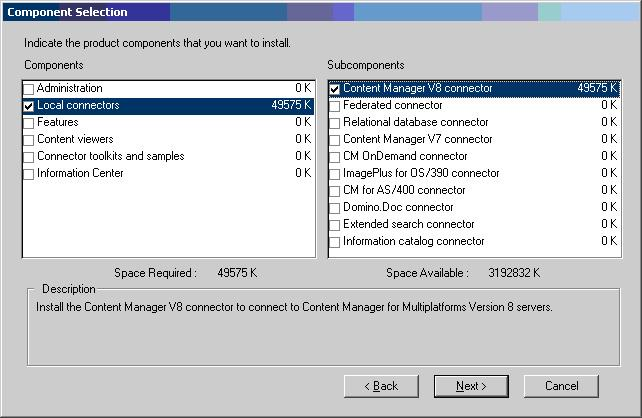 Component Selection
Indicate the product components that you want to install.
Components
Administration 0 K
Local connectors 49575 K
Features 0 K
Content viewers 0 K
Connector toolkits and samples 0 K
Information Center 0 K
Subcomponents
Content Manager V8 connector 49575 K
Federated connector 0 K
Relational database connector 0 K
Content Manager V7 connector 0 K
CM OnDemand connector 0 K
ImagePlus for OS/390 connector 0 K
CM for AS/400 connector 0 K
Domino.Doc connector 0 K
Extended search connector 0 K
Information catalog connector 0 K
Space Required : 49575 K
Space Available : 3192832 K
Description
Install the Content Manager V8 connector to connect to Content Manager for Multiplatforms Version 8 servers.
< Back
Next >
Cancel